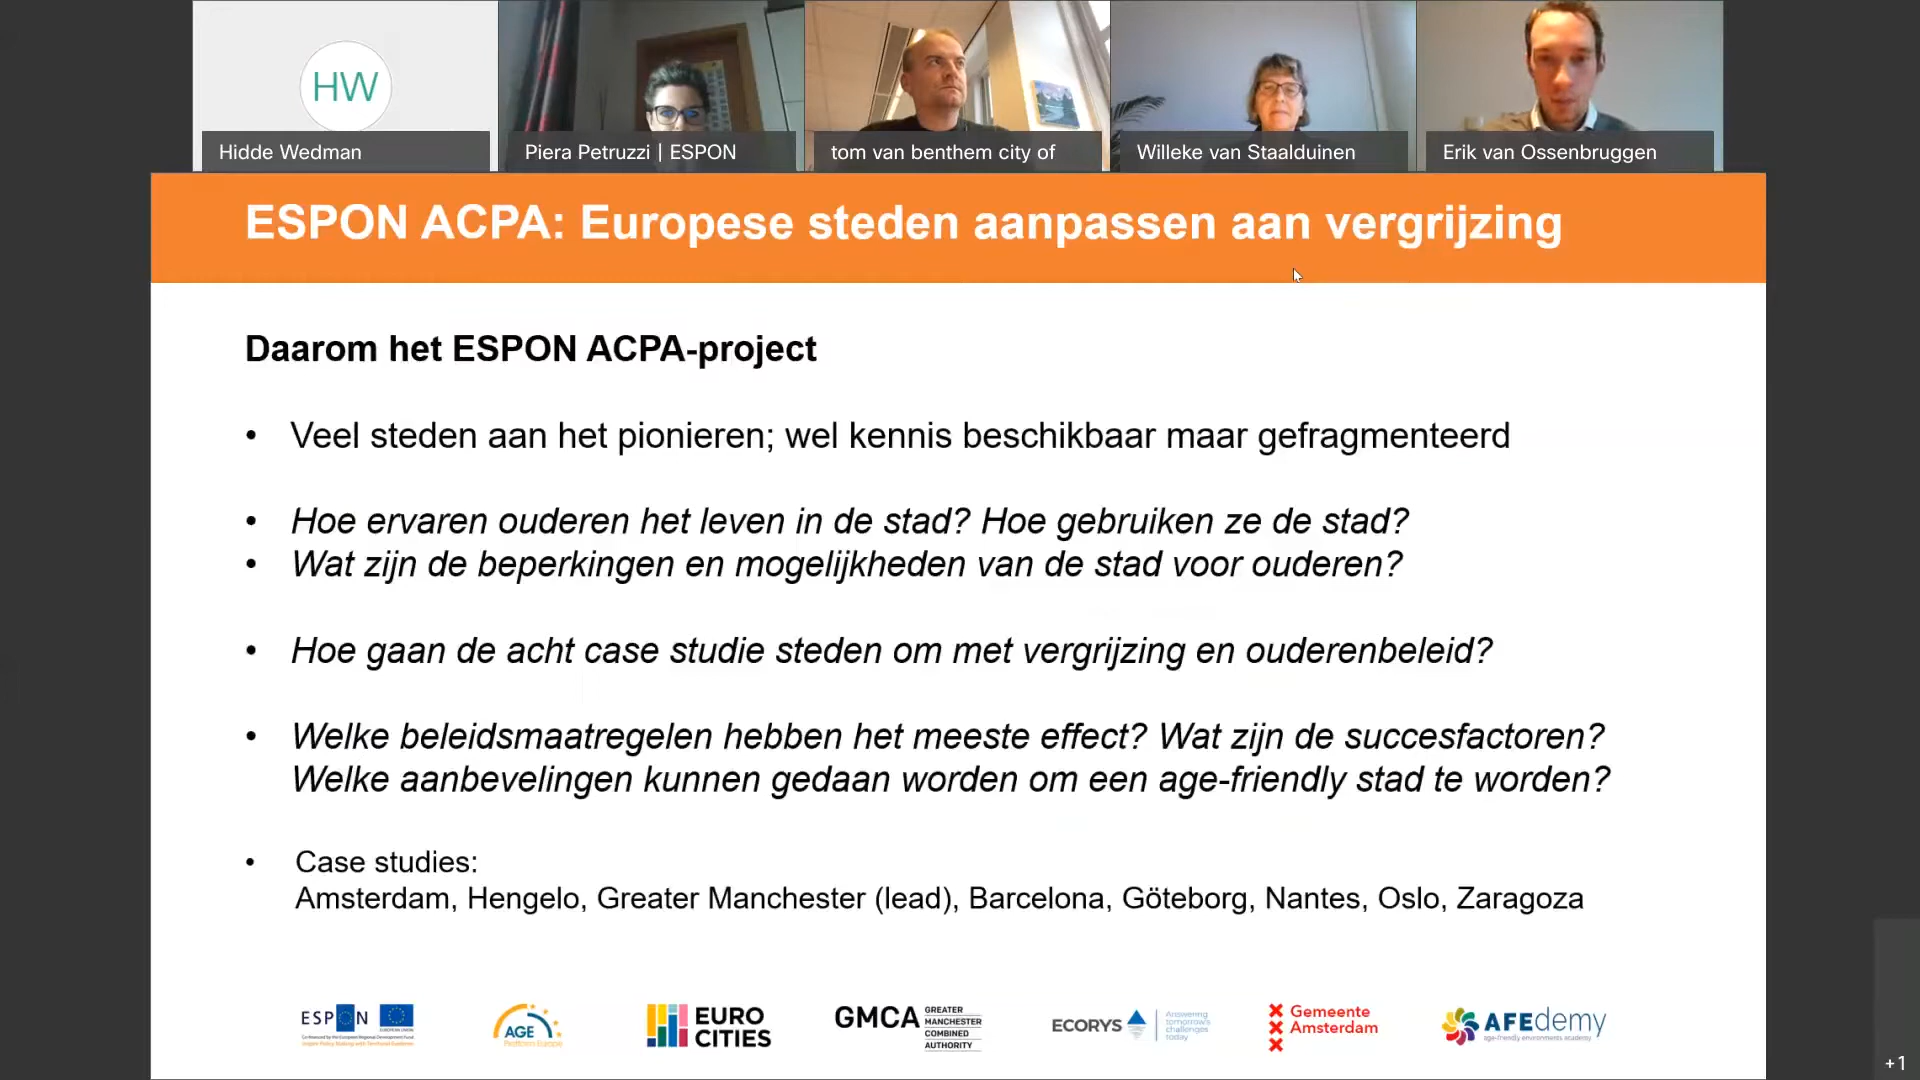 HW
Hidde Wedman
Piera Petruzzi | ESPON
tom van benthem city of
Willeke van Staalduinen
Erik van Ossenbruggen
ESPON ACPA: Europese steden aanpassen aan vergrijzing
Daarom het ESPON ACPA-project
• Veel steden aan het pionieren; wel kennis beschikbaar maar gefragmenteerd
• Hoe ervaren ouderen het leven in de stad? Hoe gebruiken ze de stad?
• Wat zijn de beperkingen en mogelijkheden van de stad voor ouderen?
• Hoe gaan de acht case studie steden om met vergrijzing en ouderenbeleid?
• Welke beleidsmaatregelen hebben het meeste effect? Wat zijn de succesfactoren?
Welke aanbevelingen kunnen gedaan worden om een age-friendly stad te worden?
• Case studies:
Amsterdam, Hengelo, Greater Manchester (lead), Barcelona, Göteborg, Nantes, Oslo, Zaragoza
ESPON
EUROPEAN UNION
AGE
Platform Europe
EURO
CITIES
GMCA
GREATER
MANCHESTER
COMBINED
AUTHORITY
ECORYS
Answering
tomorrow's
challenges
today
Gemeente
Amsterdam
AFEdemy
age-friendly environments academy
+1